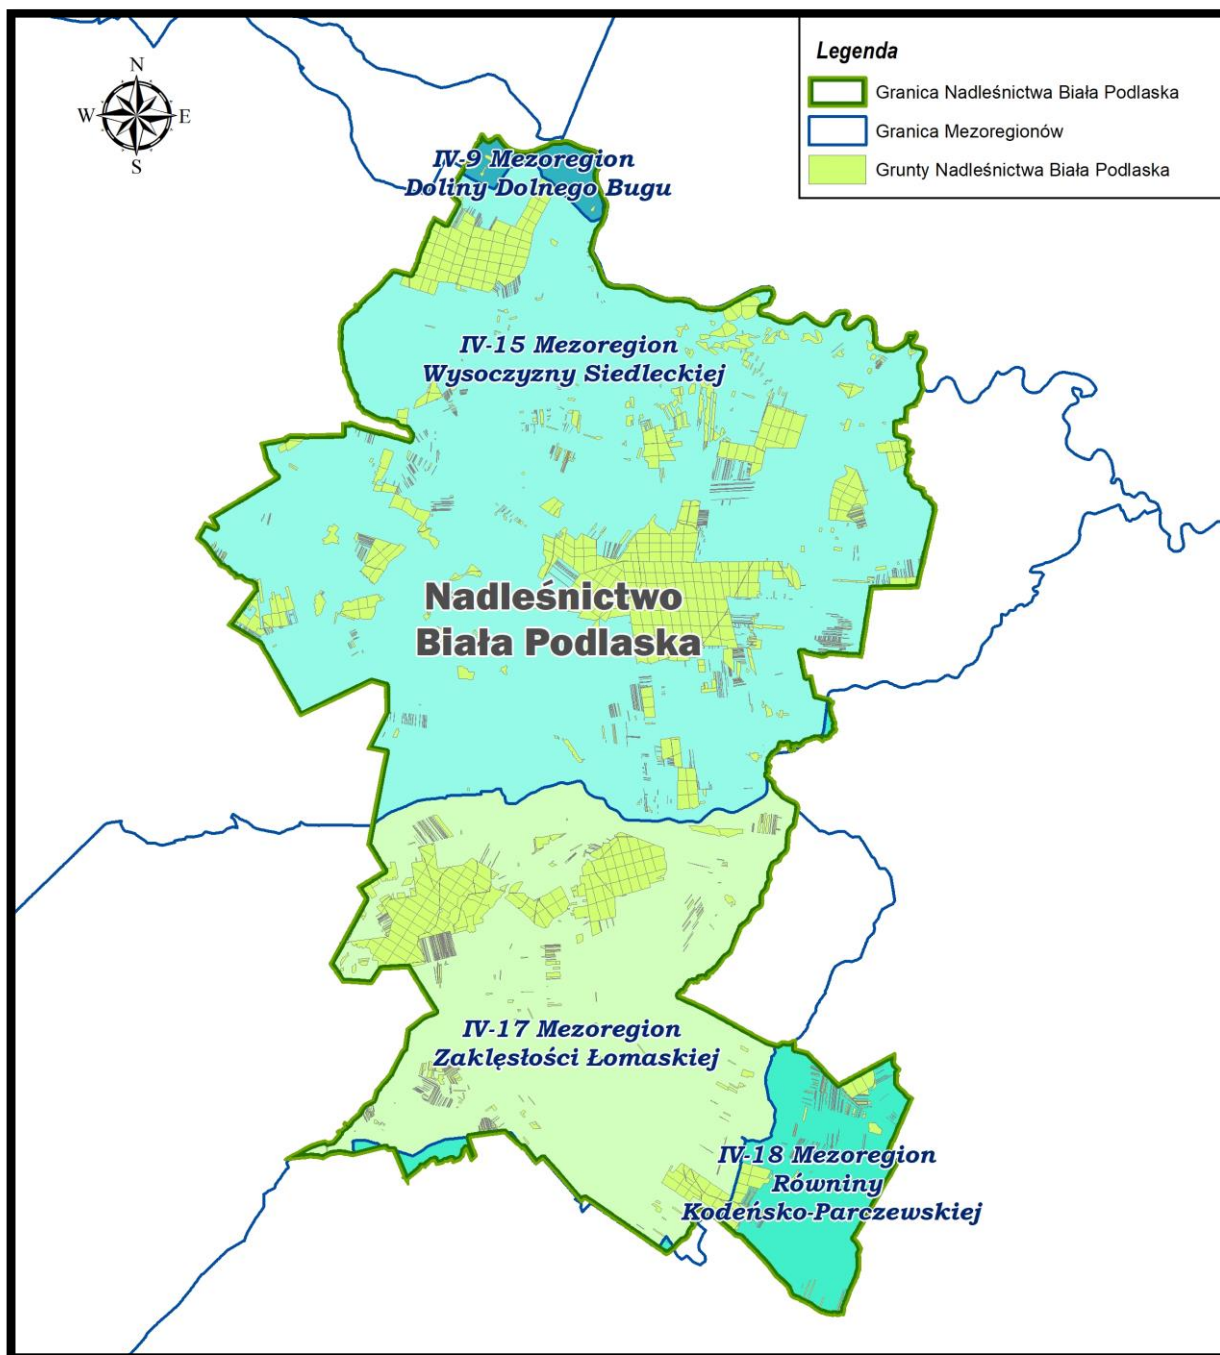 Legenda
Granica Nadleśnictwa Biała Podlaska
Granica Mezoregionów
Grunty Nadleśnictwa Biała Podlaska
N
W E
S
IV-9 Mezoregion
Doliny Dolnego Bugu
IV-15 Mezoregion
Wysoczyzny Siedleckiej
Nadleśnictwo
Biała Podlaska
IV-17 Mezoregion
Zaklęsłości Łomaskiej
IV-18 Mezoregion
Równiny
Kodeńsko-Parczewskiej